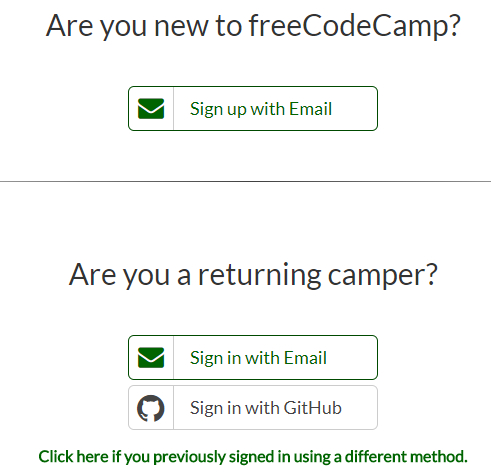 Are you new to freeCodeCamp?
Sign up with Email
Are you a returning camper?
Sign in with Email
Sign in with GitHub
Click here if you previously signed in using a different method.